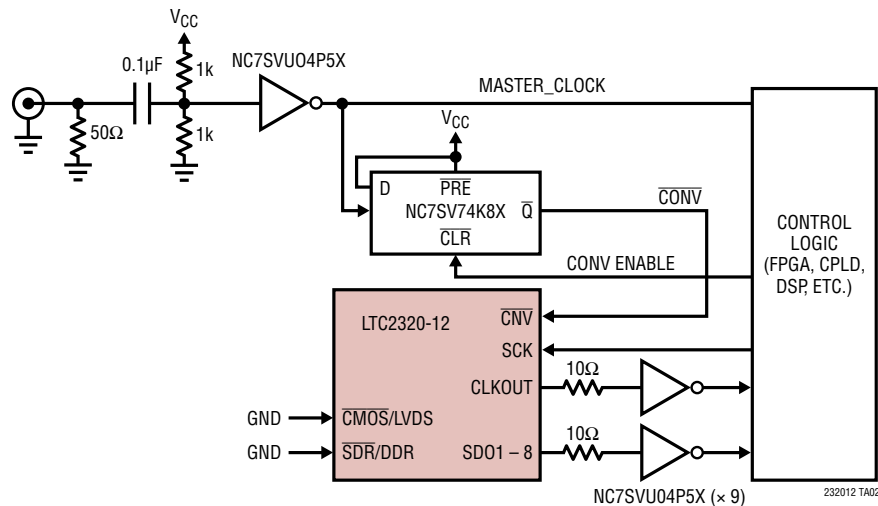 VCC
0.1µF
1k
NC7SVUO4P5X
MASTER_CLOCK
50Ω
1k
VCC
D
PRE
NC7SV74K8X
Q
CLR
CONV
CONV ENABLE
CONTROL
LOGIC
(FPGA, CPLD,
DSP, ETC.)
LTC2320-12
CNV
SCK
CLKOUT
10Ω
GND
CMOS/LVDS
GND
SDR/DDR
SDO1 – 8
10Ω
NC7SVU04P5X (× 9)
232012 TA02